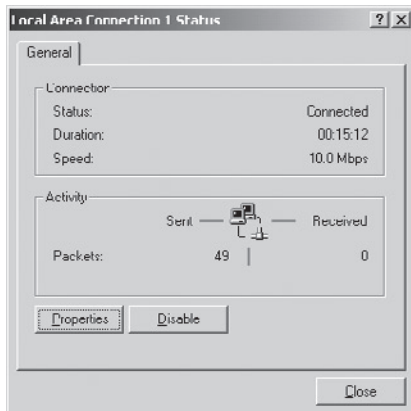 Local Area Connection 1 Status
? X
General
Connection
Status: Connected
Duration: 00:15:12
Speed: 10.0 Mbps
Activity
Sent Received
Packets: 49 0
Properties Disable
Close